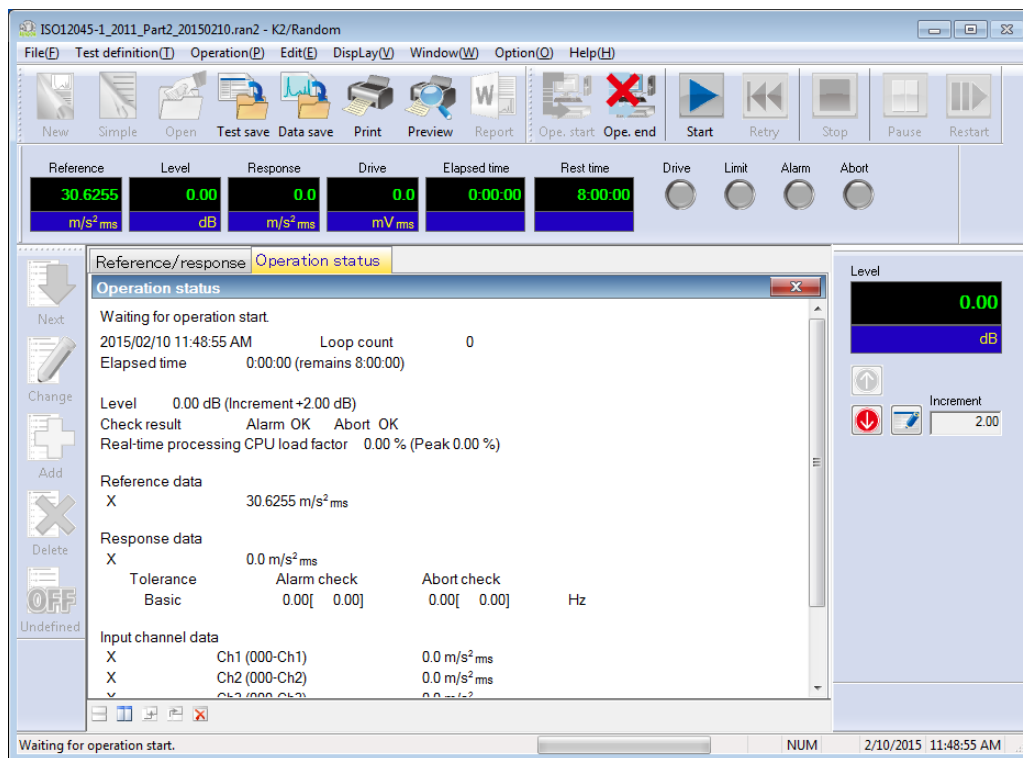 ISO12045-1_2011_Part2_20150210.ran2 - K2/Random
File(F) Test definition(T) Operation(P) Edit(E) DispLay(V) Window(W) Option(O) Help(H)
New Simple Open Test save Data save Print Preview Report Ope. start Ope. end Start Retry Stop Pause Restart
Reference Level Response Drive Elapsed time Rest time Drive Limit Alarm Abort
30.6255 0.00 0.0 0.0 0:00:00 8:00:00
m/s² rms dB m/s² rms mV rms
Reference/response Operation status
Operation status
Waiting for operation start.
2015/02/10 11:48:55 AM Loop count 0
Elapsed time 0:00:00 (remains 8:00:00)
Level 0.00 dB (Increment +2.00 dB)
Check result Alarm OK Abort OK
Real-time processing CPU load factor 0.00 % (Peak 0.00 %)
Reference data
X 30.6255 m/s² rms
Response data
X 0.0 m/s² rms
Tolerance Alarm check Abort check
Basic 0.00[ 0.00] 0.00[ 0.00] Hz
Input channel data
X Ch1 (000-Ch1) 0.0 m/s² rms
X Ch2 (000-Ch2) 0.0 m/s² rms
Next
Change
Add
Delete
OFF
Undefined
Level
0.00
dB
Increment
2.00
Waiting for operation start. NUM 2/10/2015 11:48:55 AM